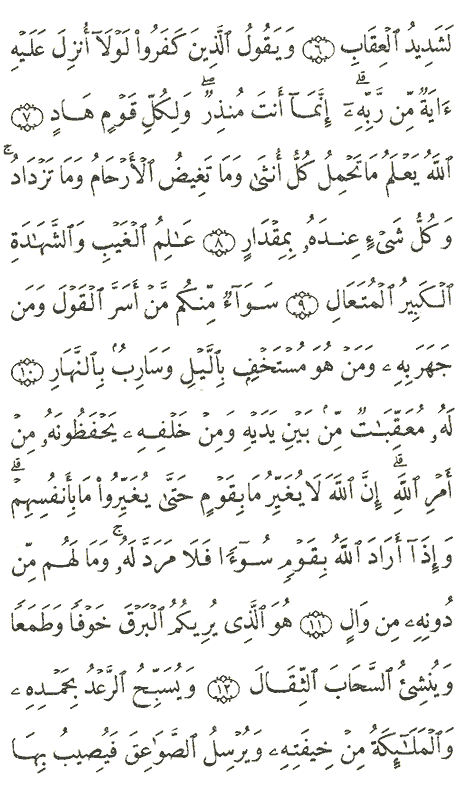 لَشَدِيدُ ٱلْعِقَابِ ﴿٦﴾ وَيَقُولُ ٱلَّذِينَ كَفَرُوا۟ لَوْلَآ أُنزِلَ عَلَيْهِ
ءَايَةٌ مِّن رَّبِّهِۦٓ ۗ إِنَّمَآ أَنتَ مُنذِرٌ ۖ وَلِكُلِّ قَوْمٍ هَادٍ ﴿٧﴾
ٱللَّهُ يَعْلَمُ مَا تَحْمِلُ كُلُّ أُنثَىٰ وَمَا تَغِيضُ ٱلْأَرْحَامُ وَمَا تَزْدَادُ ۚ
وَكُلُّ شَىْءٍ عِندَهُۥ بِمِقْدَارٍ ﴿٨﴾ عَـٰلِمُ ٱلْغَيْبِ وَٱلشَّهَـٰدَةِ
ٱلْكَبِيرُ ٱلْمُتَعَالِ ﴿٩﴾ سَوَآءٌ مِّنكُم مَّنْ أَسَرَّ ٱلْقَوْلَ وَمَن
جَهَرَ بِهِۦ وَمَنْ هُوَ مُسْتَخْفٍۭ بِٱلَّيْلِ وَسَارِبٌۢ بِٱلنَّهَارِ ﴿١٠﴾
لَهُۥ مُعَقِّبَـٰتٌ مِّنۢ بَيْنِ يَدَيْهِ وَمِنْ خَلْفِهِۦ يَحْفَظُونَهُۥ مِنْ
أَمْرِ ٱللَّهِ ۗ إِنَّ ٱللَّهَ لَا يُغَيِّرُ مَا بِقَوْمٍ حَتَّىٰ يُغَيِّرُوا۟ مَا بِأَنفُسِهِمْ ۗ
وَإِذَآ أَرَادَ ٱللَّهُ بِقَوْمٍ سُوٓءًا فَلَا مَرَدَّ لَهُۥ ۚ وَمَا لَهُم مِّن
دُونِهِۦ مِن وَالٍ ﴿١١﴾ هُوَ ٱلَّذِى يُرِيكُمُ ٱلْبَرْقَ خَوْفًا وَطَمَعًا
وَيُنشِئُ ٱلسَّحَابَ ٱلثِّقَالَ ﴿١٢﴾ وَيُسَبِّحُ ٱلرَّعْدُ بِحَمْدِهِۦ
وَٱلْمَلَـٰٓئِكَةُ مِنْ خِيفَتِهِۦ وَيُرْسِلُ ٱلصَّوَٰعِقَ فَيُصِيبُ بِهَا